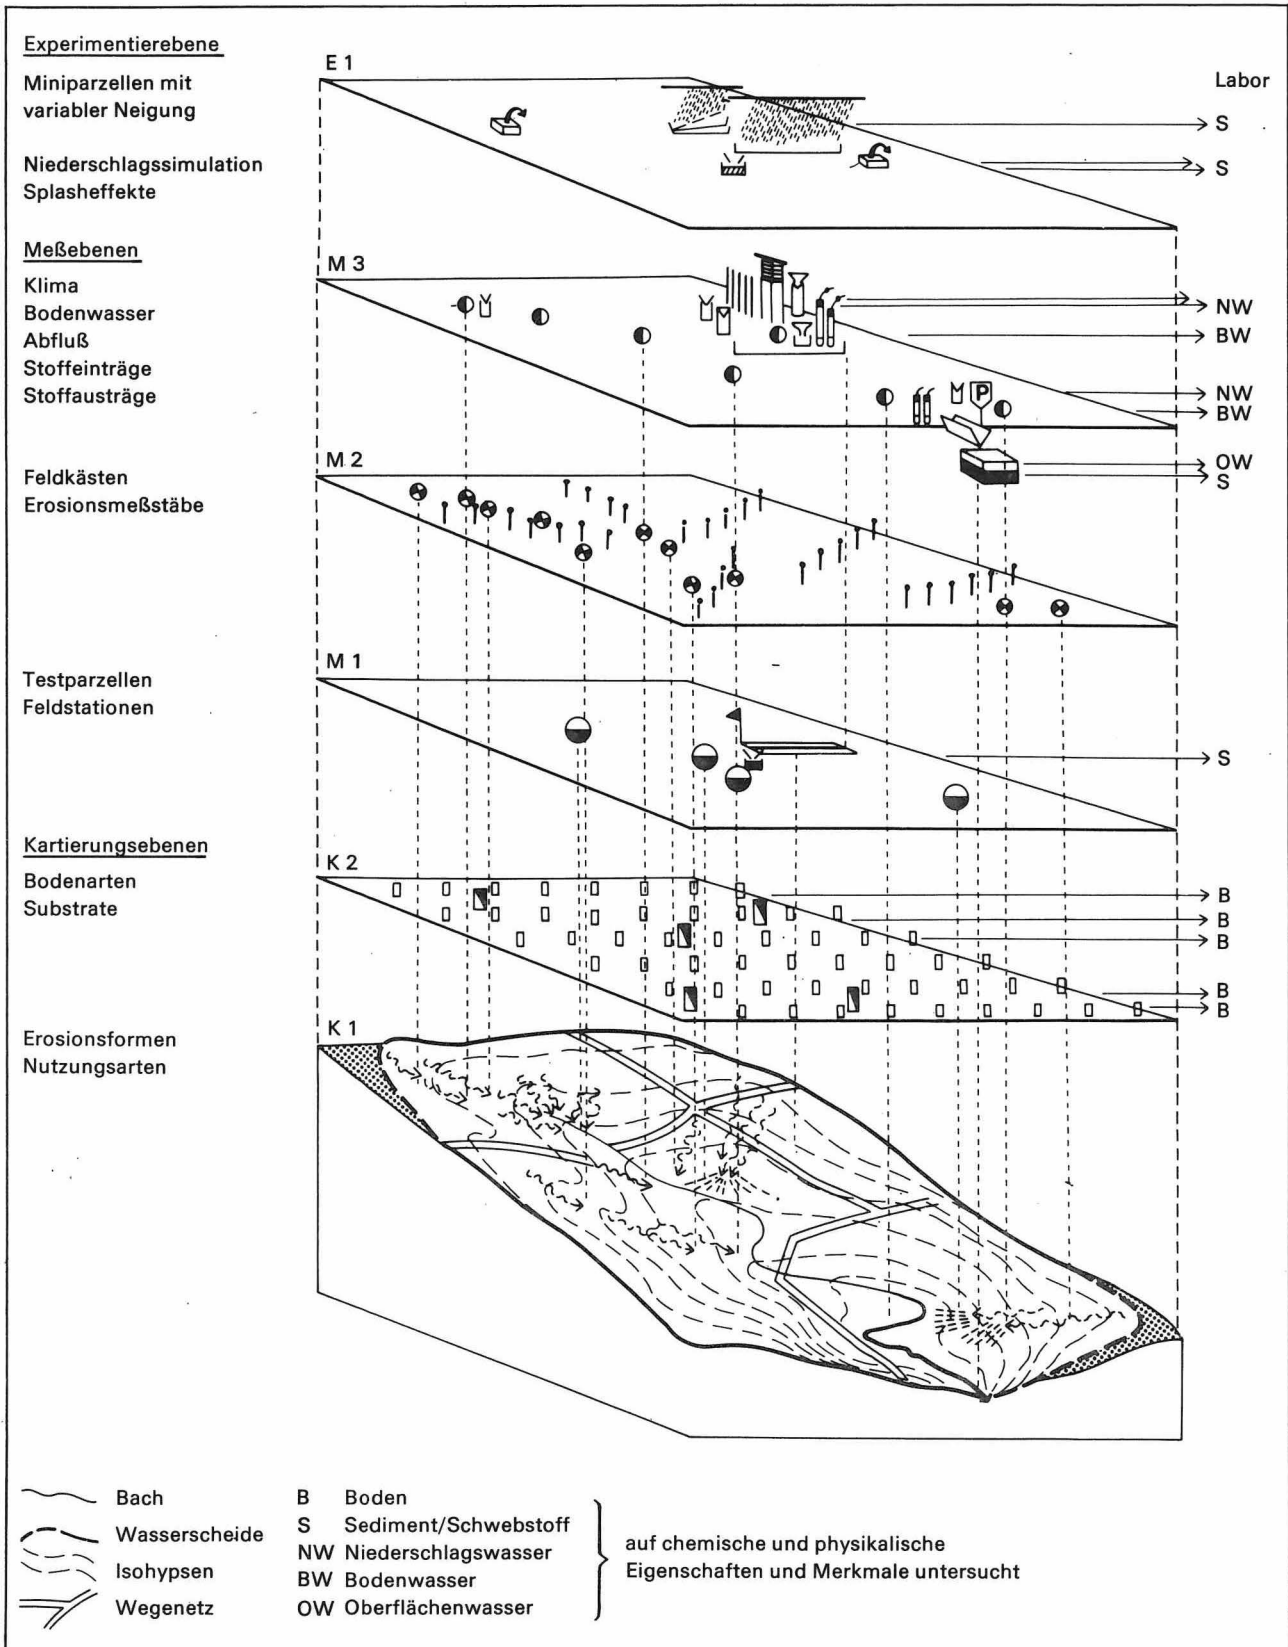 Experimentierebene
E 1
Labor
Miniparzellen mit
variabler Neigung
S
Niederschlagssimulation
S
Splasheffekte
Meßebenen
M 3
Klima
NW
Bodenwasser
BW
Abfluß
Stoffeinträge
P
NW
Stoffausträge
BW
M 2
OW
Feldkästen
S
Erosionsmeßstäbe
M 1
Testparzellen
Feldstationen
S
Kartierungsebenen
K 2
Bodenarten
B
Substrate
B
B
B
B
K 1
Erosionsformen
Nutzungsarten
Bach
Wasserscheide
Isohypsen
Wegenetz
B Boden
S Sediment/Schwebstoff
NW Niederschlagswasser
BW Bodenwasser
OW Oberflächenwasser
auf chemische und physikalische
Eigenschaften und Merkmale untersucht